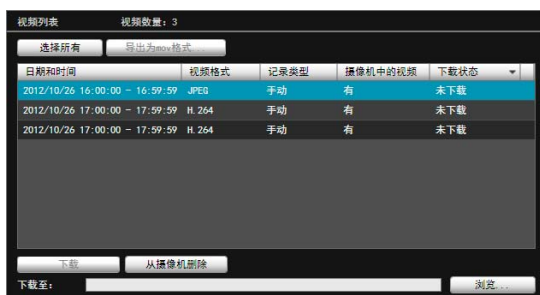 视频列表 视频数量：3
选择所有 导出为mov格式...
日期和时间 视频格式 记录类型 摄像机中的视频 下载状态
2012/10/26 16:00:00 - 16:59:59 JPEG 手动 有 未下载
2012/10/26 17:00:00 - 17:59:59 H.264 手动 有 未下载
2012/10/26 17:00:00 - 17:59:59 H.264 手动 有 未下载
下载 从摄像机删除
下载至： 浏览...